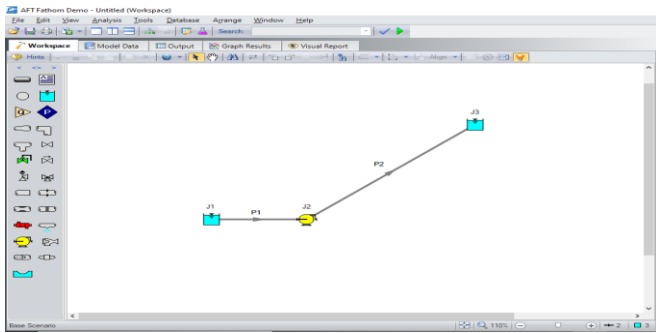 AFT Fathom Demo - Untitled (Workspace)
File Edit View Analysis Tools Database Arrange Window Help
Search:
Workspace Model Data Output Graph Results Visual Report
Hints Align
J3
P2
J1 P1 J2
Base Scenario 110% 2 3